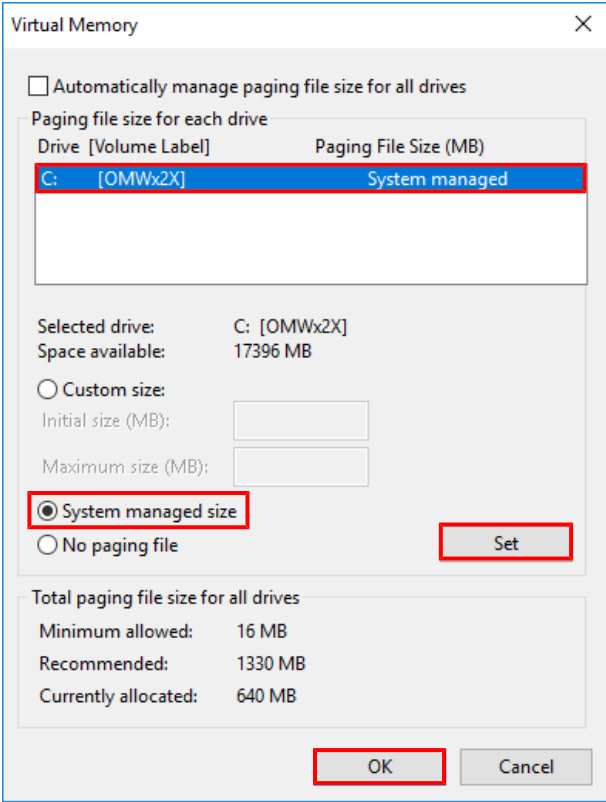 Virtual Memory
Automatically manage paging file size for all drives
Paging file size for each drive
Drive [Volume Label] Paging File Size (MB)
C: [OMWx2X] System managed
Selected drive: C: [OMWx2X]
Space available: 17396 MB
Custom size:
Initial size (MB):
Maximum size (MB):
System managed size
No paging file Set
Total paging file size for all drives
Minimum allowed: 16 MB
Recommended: 1330 MB
Currently allocated: 640 MB
OK Cancel